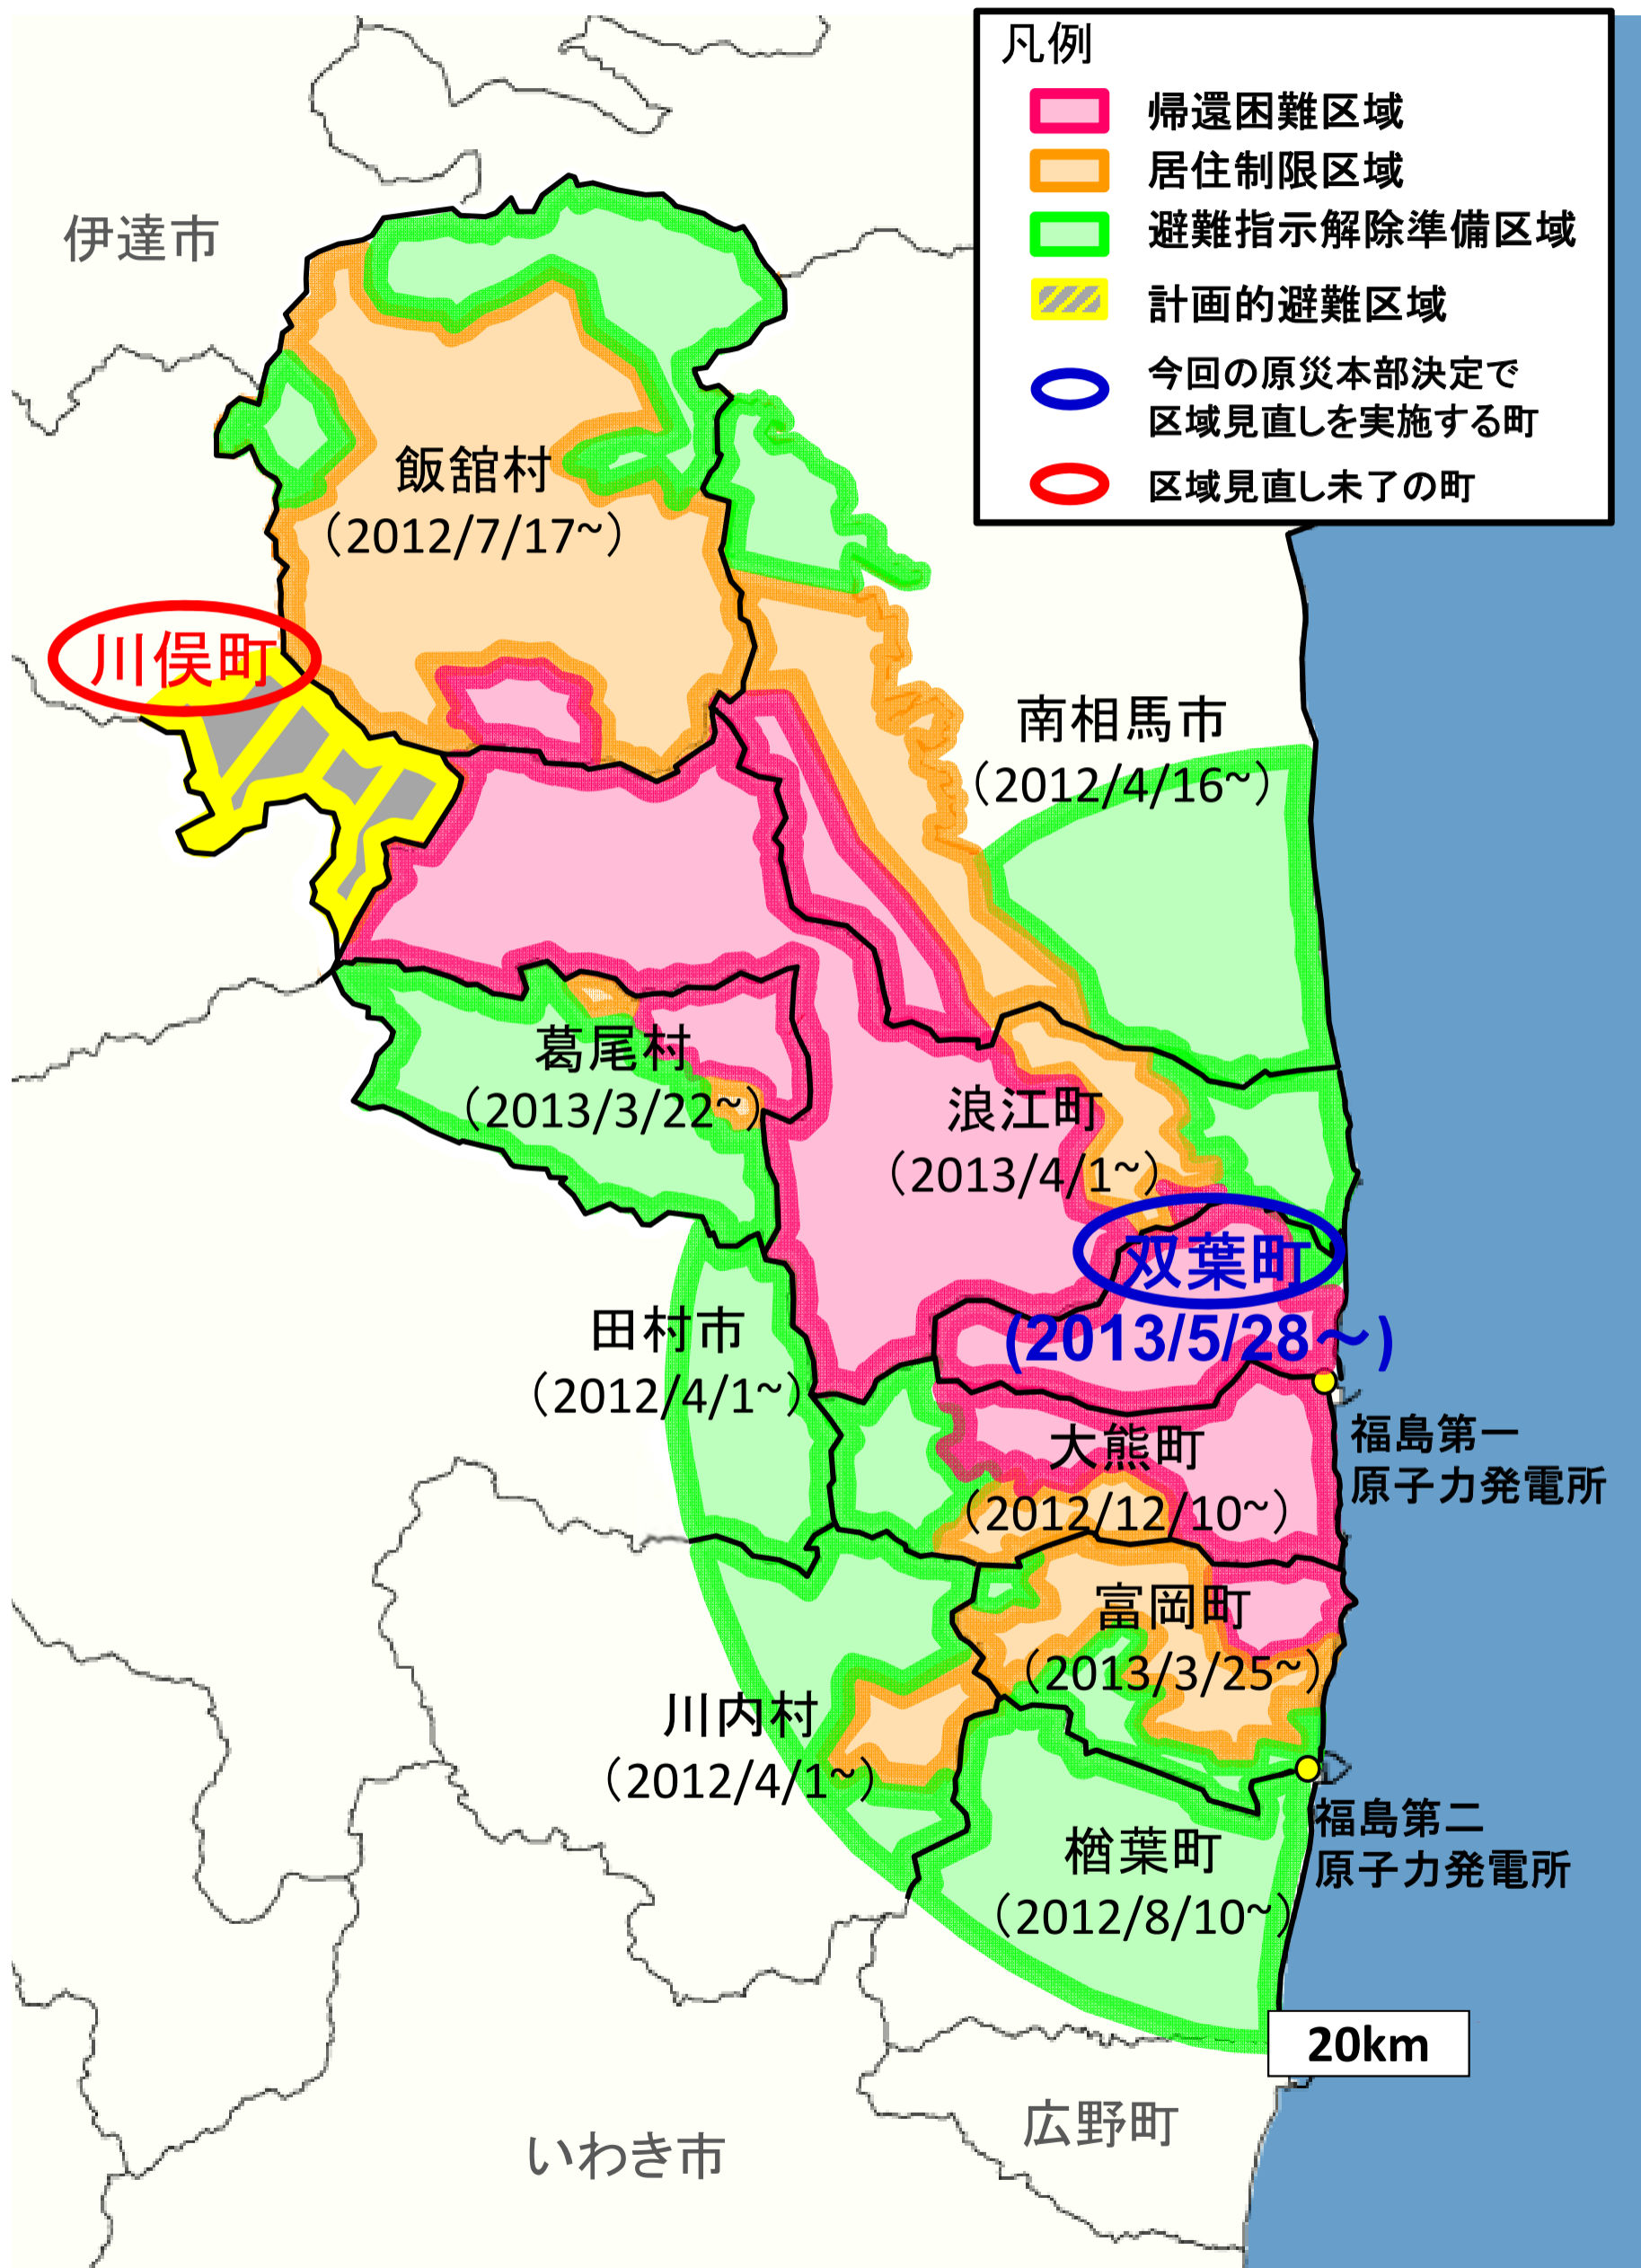 凡例
帰還困難区域
居住制限区域
避難指示解除準備区域
計画的避難区域
今回の原災本部決定で
区域見直しを実施する町
区域見直し未了の町
伊達市
飯舘村
（2012/7/17~）
川俣町
南相馬市
（2012/4/16~）
葛尾村
（2013/3/22~）
浪江町
（2013/4/1~）
双葉町
(2013/5/28～)
田村市
（2012/4/1~）
大熊町
（2012/12/10~）
福島第一
原子力発電所
富岡町
（2013/3/25~）
川内村
（2012/4/1~）
福島第二
原子力発電所
楢葉町
（2012/8/10~）
20km
広野町
いわき市